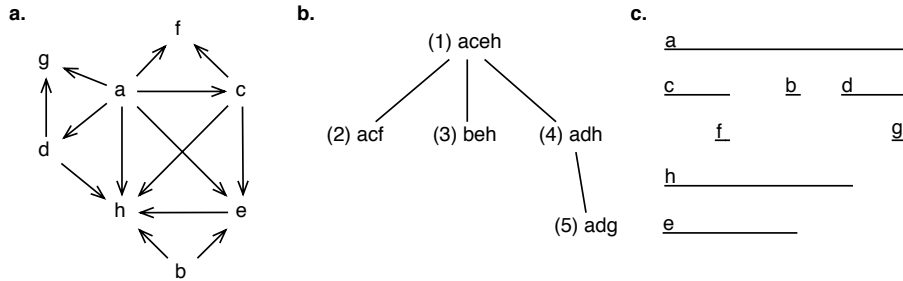 a.
f
g
a
c
d
h
e
b
b.
(1) aceh
(2) acf
(3) beh
(4) adh
(5) adg
c.
a
c
b
d
f
g
h
e